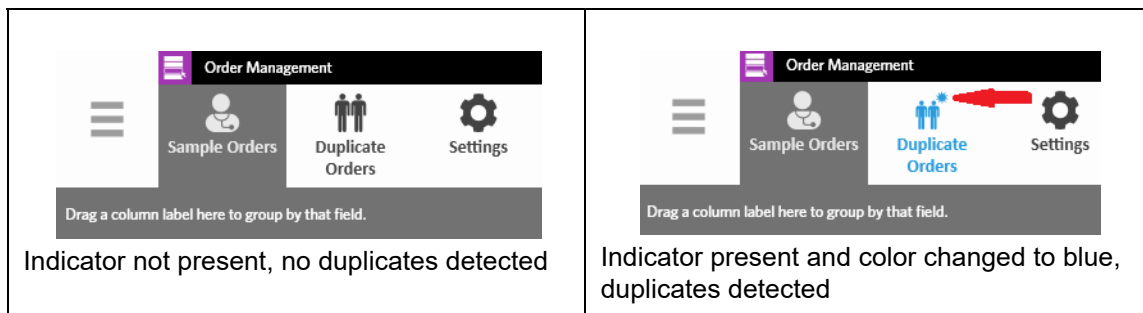 Order Management
Sample Orders
Duplicate
Orders
Settings
Drag a column label here to group by that field.
Indicator not present, no duplicates detected
Order Management
Sample Orders
Duplicate
Orders
Settings
Drag a column label here to group by that field.
Indicator present and color changed to blue,
duplicates detected